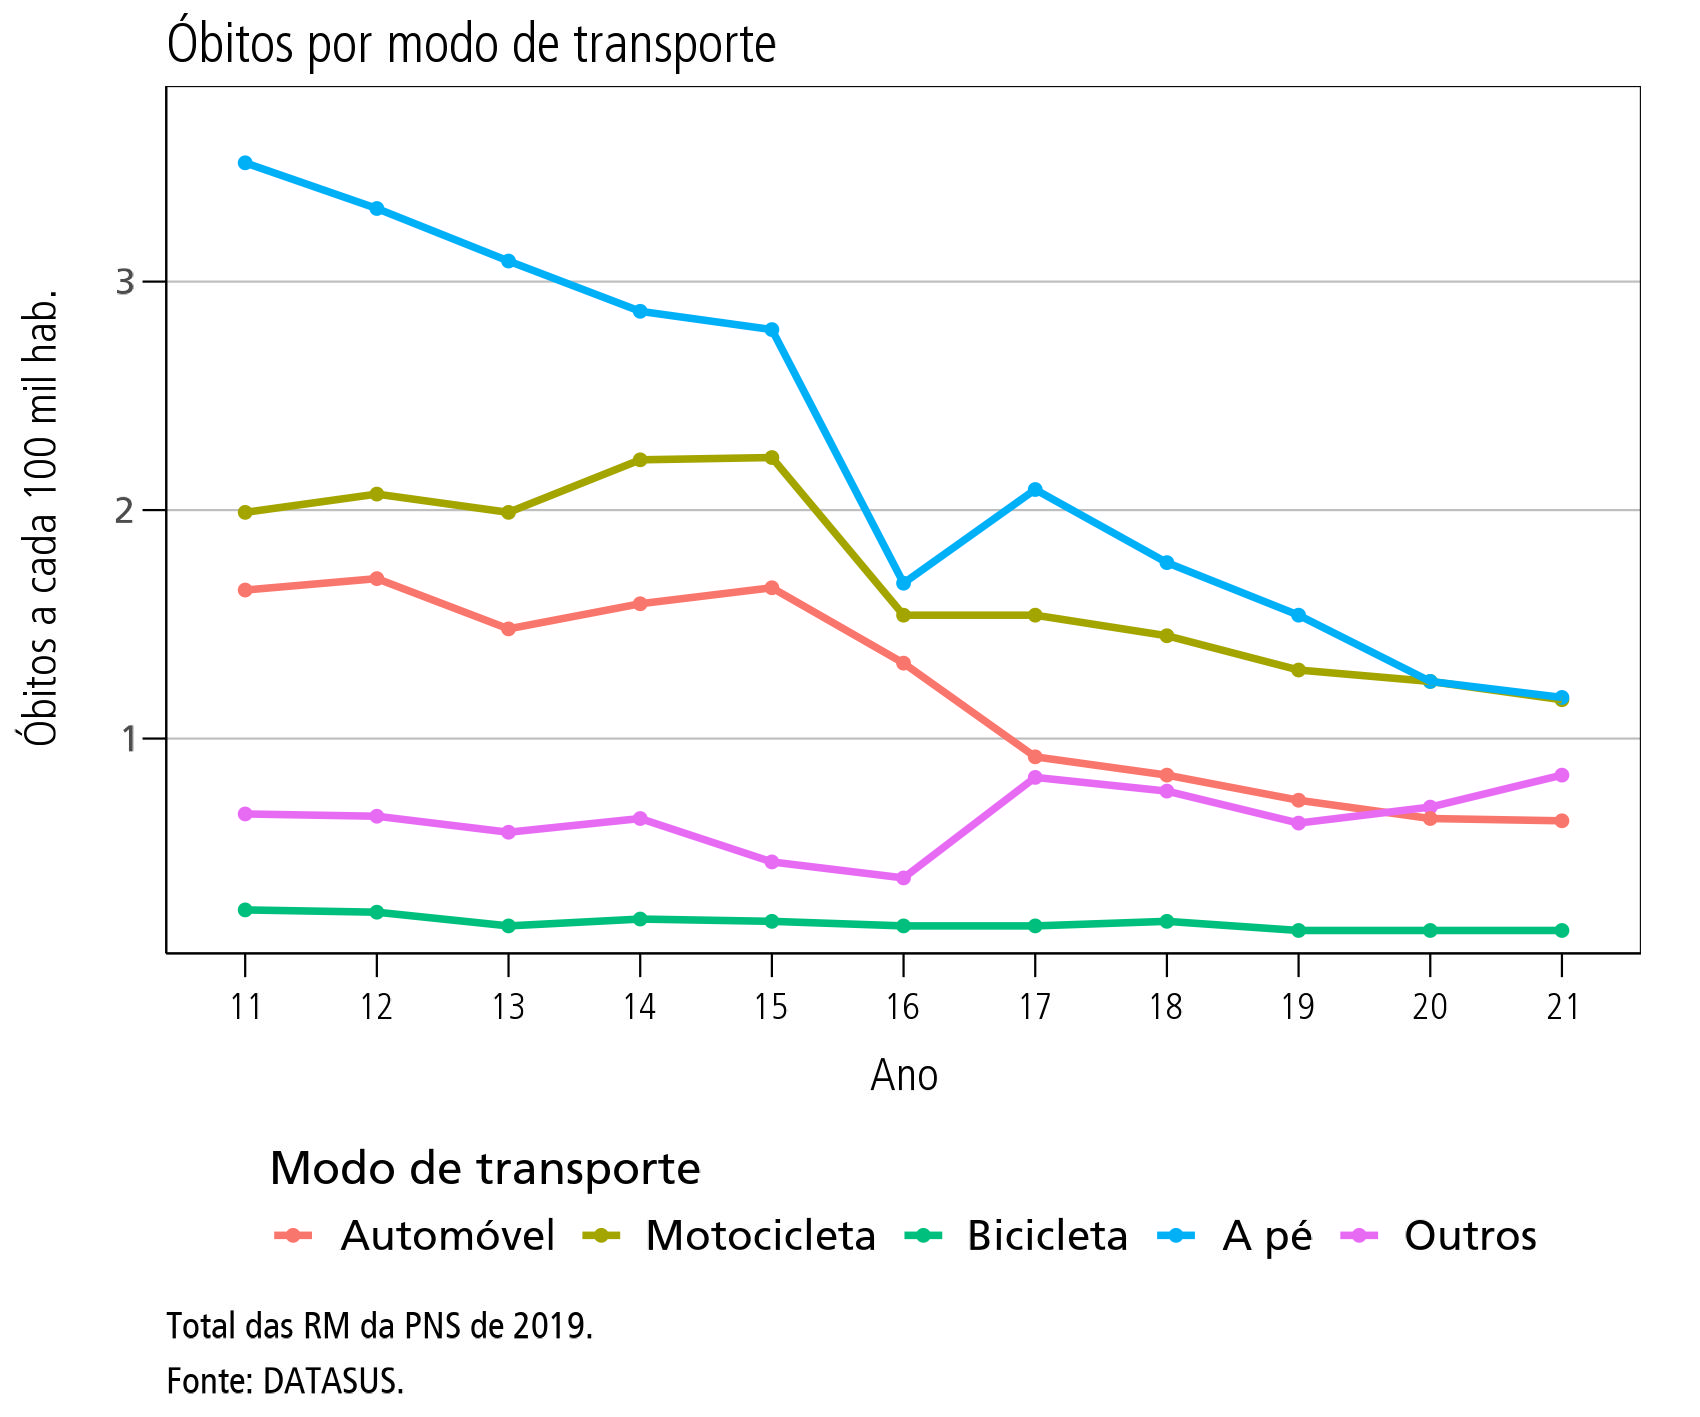 Óbitos por modo de transporte
Óbitos a cada 100 mil hab.
3
2
1
11 12 13 14 15 16 17 18 19 20 21
Ano
Modo de transporte
Automóvel Motocicleta Bicicleta A pé Outros
Total das RM da PNS de 2019.
Fonte: DATASUS.